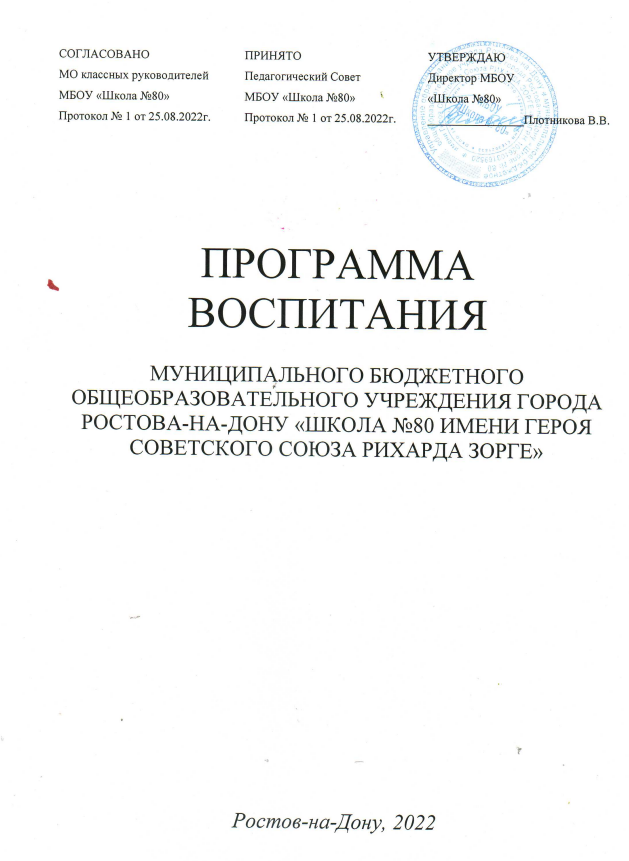 СОГЛАСОВАНО
МО классных руководителей
МБОУ «Школа №80»
Протокол № 1 от 25.08.2022г.
ПРИНЯТО
Педагогический Совет
МБОУ «Школа №80»
Протокол № 1 от 25.08.2022г.
УТВЕРЖДАЮ
Директор МБОУ
«Школа №80»
Плотникова В.В.
ПРОГРАММА
ВОСПИТАНИЯ
МУНИЦИПАЛЬНОГО БЮДЖЕТНОГО
ОБЩЕОБРАЗОВАТЕЛЬНОГО УЧРЕЖДЕНИЯ ГОРОДА
РОСТОВА-НА-ДОНУ «ШКОЛА №80 ИМЕНИ ГЕРОЯ
СОВЕТСКОГО СОЮЗА РИХАРДА ЗОРГЕ»
Ростов-на-Дону, 2022